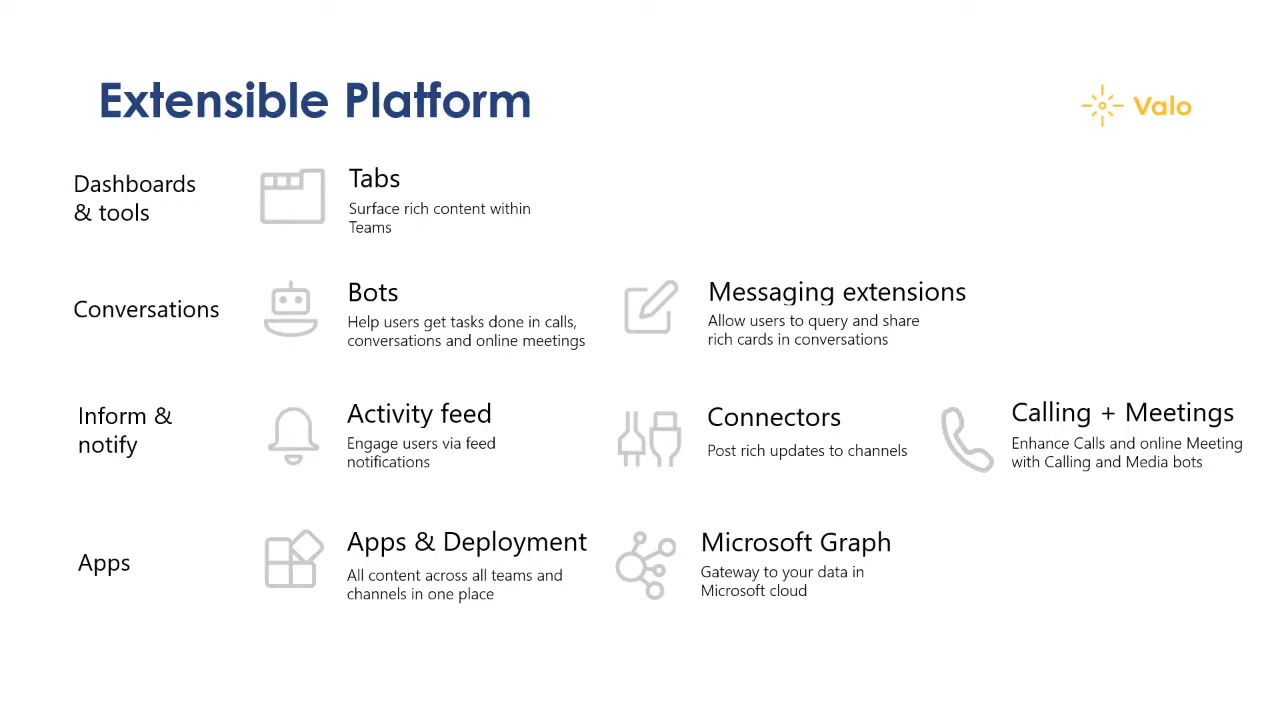 Extensible Platform
Valo
Dashboards
& tools
Tabs
Surface rich content within
Teams
Conversations
Bots
Help users get tasks done in calls,
conversations and online meetings
Messaging extensions
Allow users to query and share
rich cards in conversations
Inform &
notify
Activity feed
Engage users via feed
notifications
Connectors
Post rich updates to channels
Calling + Meetings
Enhance Calls and online Meeting
with Calling and Media bots
Apps
Apps & Deployment
All content across all teams and
channels in one place
Microsoft Graph
Gateway to your data in
Microsoft cloud